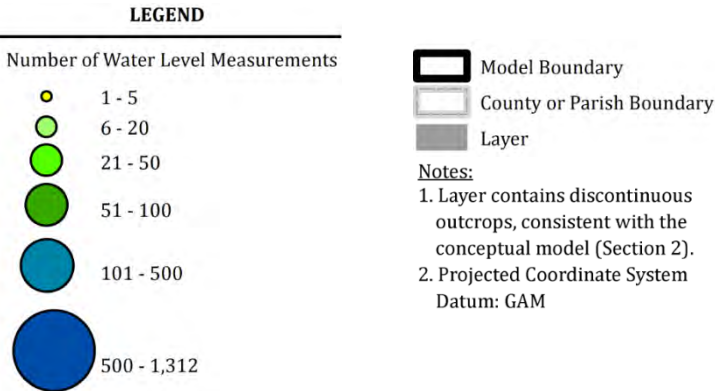 LEGEND
Number of Water Level Measurements
1 - 5
6 - 20
21 - 50
51 - 100
101 - 500
500 - 1,312
Model Boundary
County or Parish Boundary
Layer
Notes:
1. Layer contains discontinuous
outcrops, consistent with the
conceptual model (Section 2).
2. Projected Coordinate System
Datum: GAM